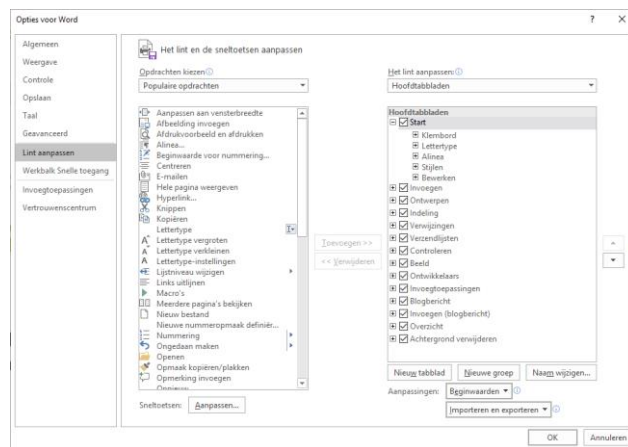 Opties voor Word
?
Algemeen
Weergave
Controle
Opslaan
Taal
Geavanceerd
Lint aanpassen
Werkbalk Snelle toegang
Invoegtoepassingen
Vertrouwenscentrum
Het lint en de sneltoetsen aanpassen
Opdrachten kiezen
Populaire opdrachten
Aanpassen aan vensterbreedte
Afbeelding invoegen
Afdrukvoorbeeld en afdrukken
Alinea...
Beginwaarde voor nummering...
Centreren
E-mailen
Hele pagina weergeven
Hyperlink...
Knippen
Kopiëren
Lettertype
Lettertype vergroten
Lettertype verkleinen
Lettertype-instellingen
Lijstniveau wijzigen
Links uitlijnen
Macro's
Meerdere pagina's bekijken
Nieuw bestand
Nieuwe nummeropmaak definiër...
Nummering
Ongedaan maken
Openen
Opmaak kopiëren/plakken
Opmerking invoegen
Opnieuw
Sneltoetsen: Aanpassen...
Toevoegen >>
<< Verwijderen
Het lint aanpassen:
Hoofdtabbladen
Hoofdtabbladen
Start
Klembord
Lettertype
Alinea
Stijlen
Bewerken
Invoegen
Ontwerpen
Indeling
Verwijzingen
Verzendlijsten
Controleren
Beeld
Ontwikkelaars
Invoegtoepassingen
Blogbericht
Invoegen (blogbericht)
Overzicht
Achtergrond verwijderen
Nieuw tabblad Nieuwe groep Naam wijzigen...
Aanpassingen: Beginwaarden
Importeren en exporteren
OK Annuleren